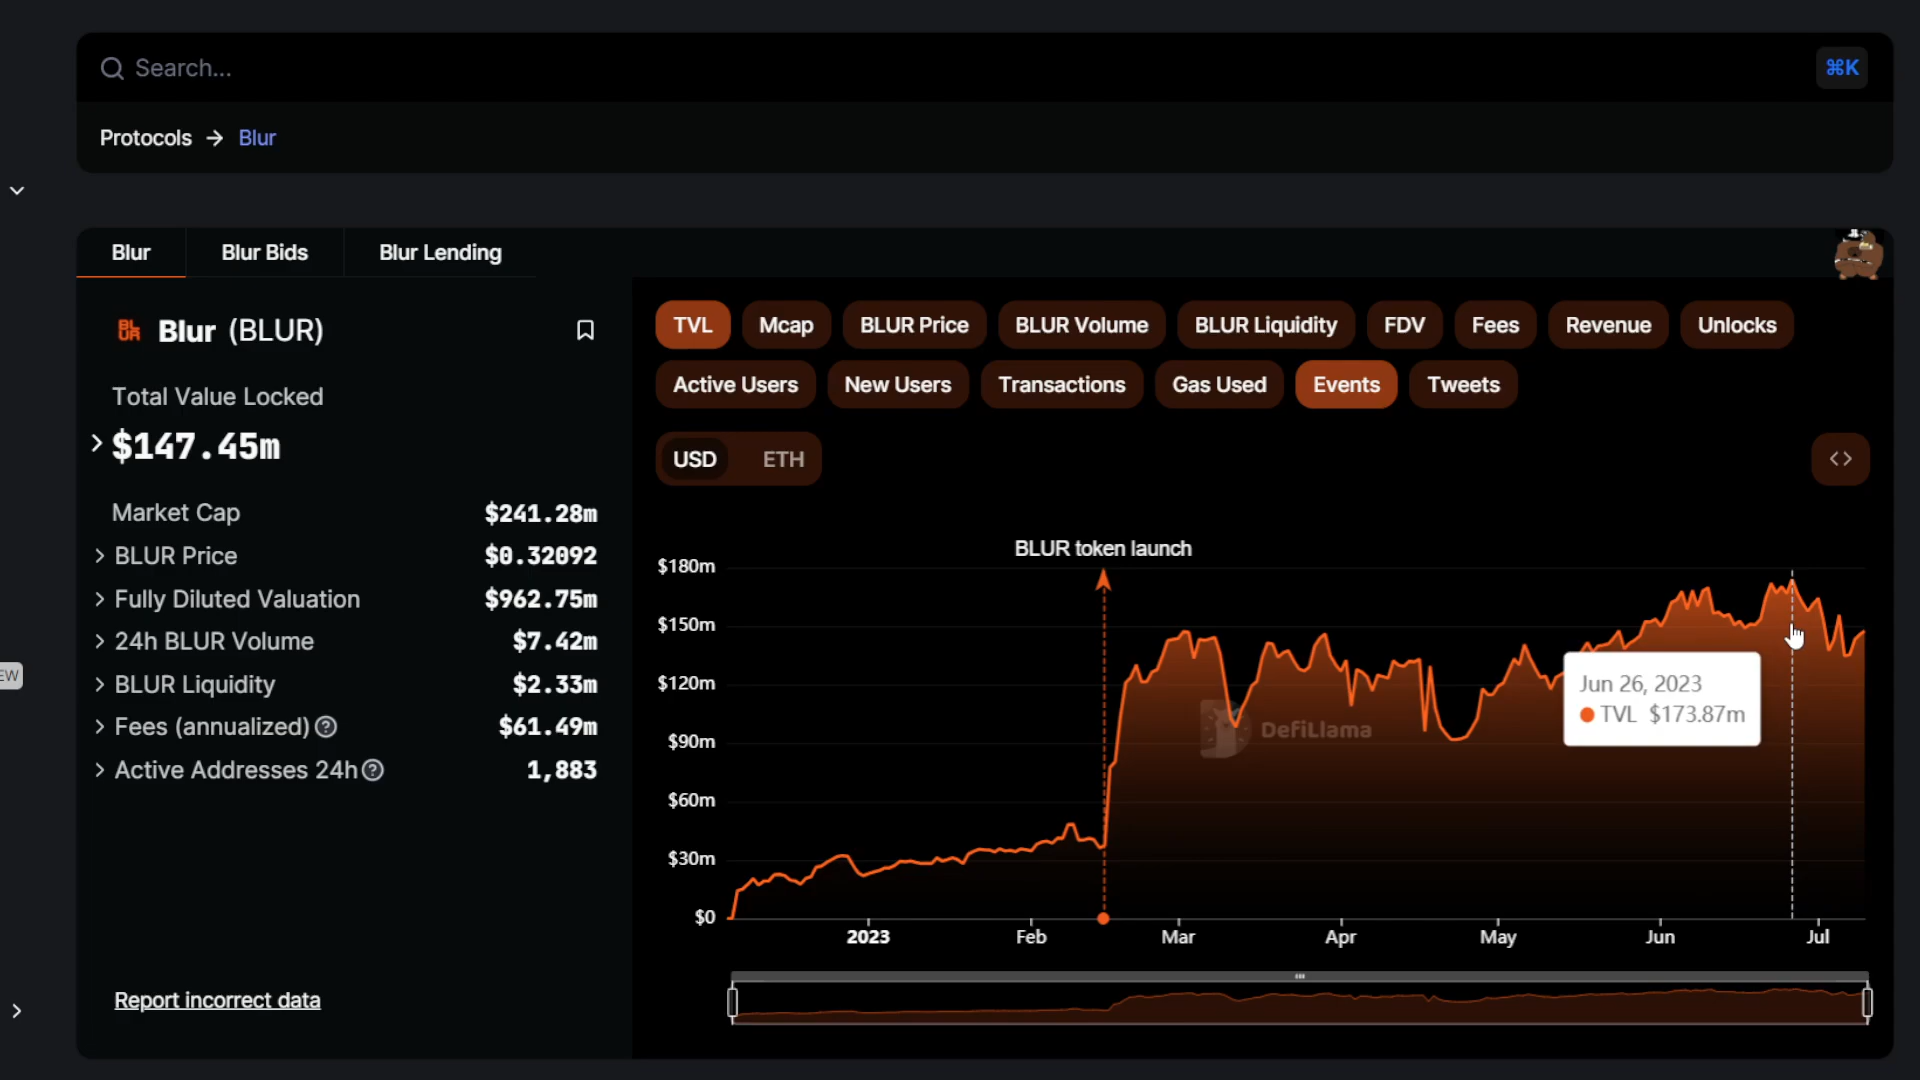 Search...
⌘K
Protocols → Blur
Blur
Blur Bids
Blur Lending
BLUR
Blur (BLUR)
Total Value Locked
$147.45m
Market Cap $241.28m
BLUR Price $0.32092
Fully Diluted Valuation $962.75m
24h BLUR Volume $7.42m
BLUR Liquidity $2.33m
Fees (annualized) ? $61.49m
Active Addresses 24h ? 1,883
Report incorrect data
EW
TVL Mcap BLUR Price BLUR Volume BLUR Liquidity FDV Fees Revenue Unlocks
Active Users New Users Transactions Gas Used Events Tweets
USD ETH
<>
BLUR token launch
$180m
$150m
$120m
$90m
$60m
$30m
$0
2023 Feb Mar Apr May Jun Jul
DefiLlama
Jun 26, 2023
TVL $173.87m